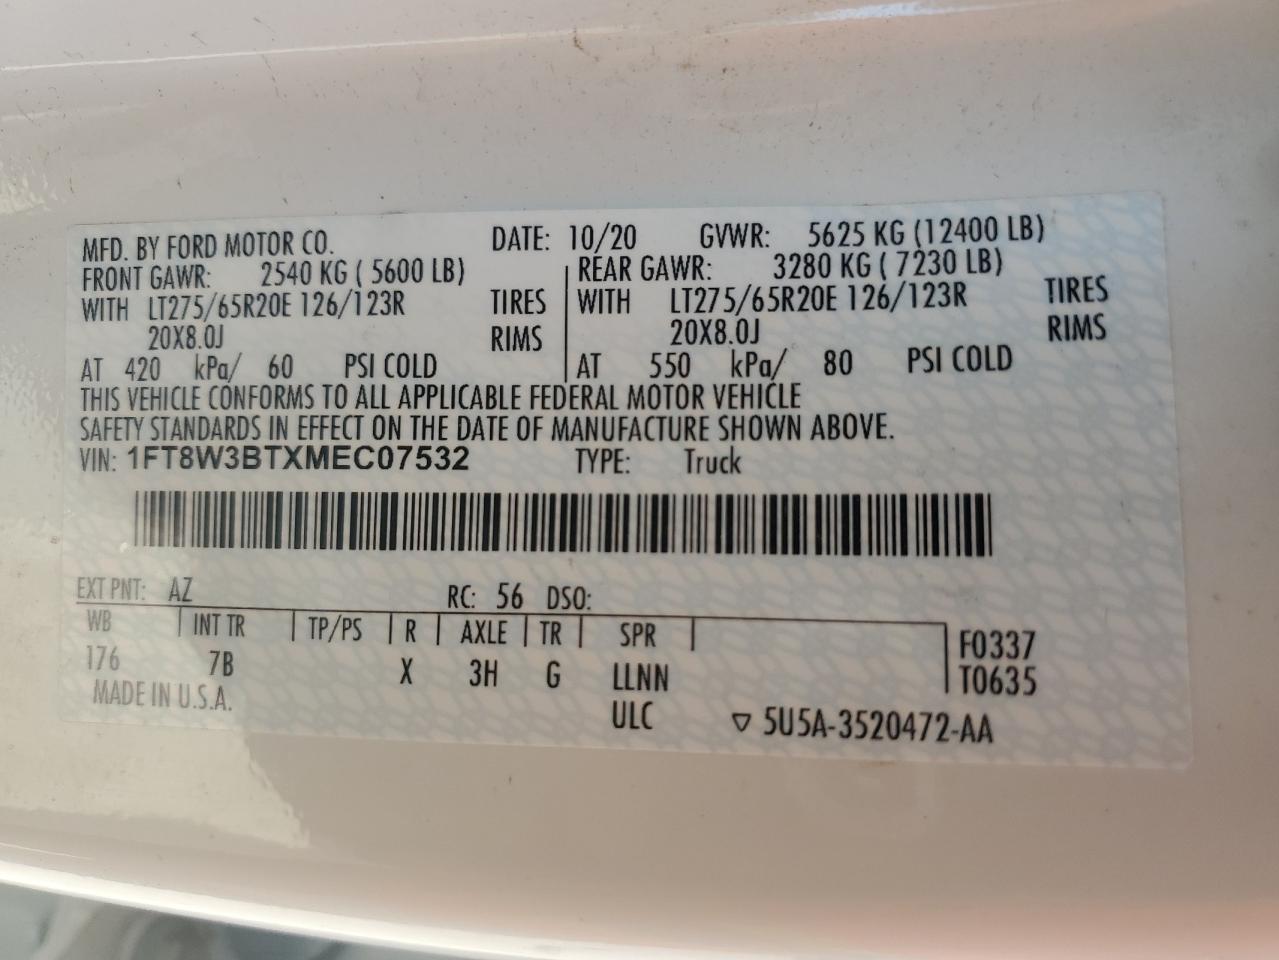 MFD. BY FORD MOTOR CO. DATE: 10/20 GVWR: 5625 KG (12400 LB)
FRONT GAWR: 2540 KG ( 5600 LB) REAR GAWR: 3280 KG ( 7230 LB)
WITH LT275/65R20E 126/123R TIRES WITH LT275/65R20E 126/123R TIRES
20X8.0J RIMS 20X8.0J RIMS
AT 420 kPa/ 60 PSI COLD AT 550 kPa/ 80 PSI COLD
THIS VEHICLE CONFORMS TO ALL APPLICABLE FEDERAL MOTOR VEHICLE
SAFETY STANDARDS IN EFFECT ON THE DATE OF MANUFACTURE SHOWN ABOVE.
VIN: 1FT8W3BTXMEC07532 TYPE: Truck
EXT PNT: AZ RC: 56 DSO:
WB INT TR TP/PS R AXLE TR SPR F0337
176 7B X 3H G LLNN T0635
MADE IN U.S.A. ULC ▽ 5U5A-3520472-AA